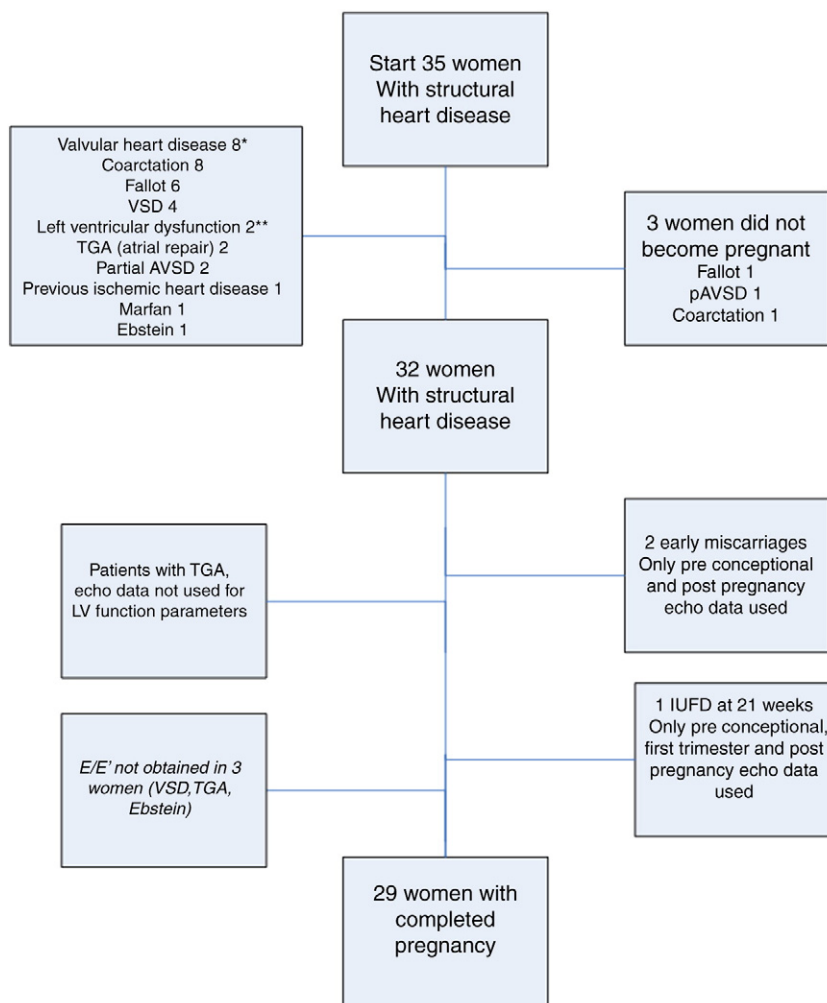 Start 35 women
With structural
heart disease
Valvular heart disease 8*
Coarctation 8
Fallot 6
VSD 4
Left ventricular dysfunction 2**
TGA (atrial repair) 2
Partial AVSD 2
Previous ischemic heart disease 1
Marfan 1
Ebstein 1
3 women did not
become pregnant
Fallot 1
pAVSD 1
Coarctation 1
32 women
With structural
heart disease
Patients with TGA,
echo data not used for
LV function parameters
2 early miscarriages
Only pre conceptional
and post pregnancy
echo data used
E/E' not obtained in 3
women (VSD,TGA,
Ebstein)
1 IUFD at 21 weeks
Only pre conceptional,
first trimester and post
pregnancy echo data
used
29 women with
completed
pregnancy